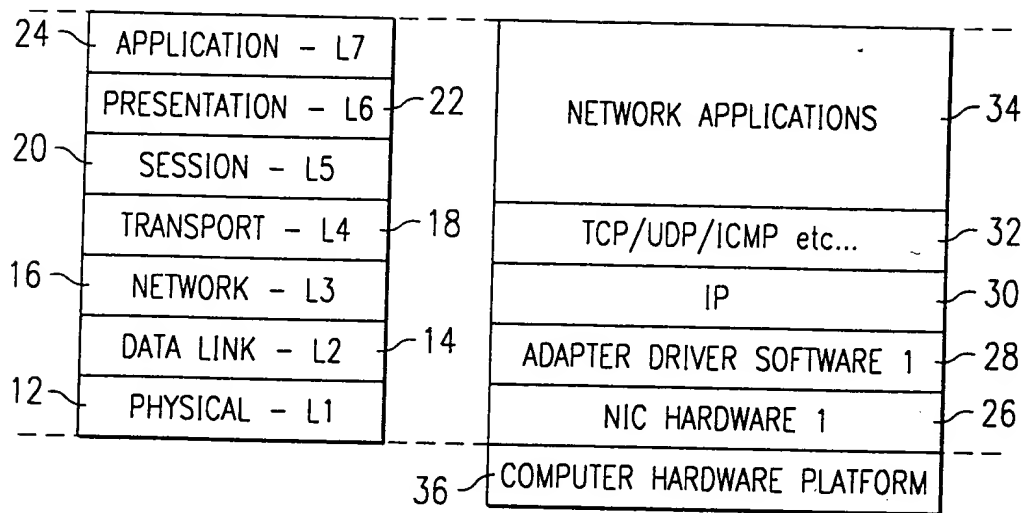 24 APPLICATION – L7
PRESENTATION – L6 22
20 SESSION – L5
TRANSPORT – L4 18
16 NETWORK – L3
DATA LINK – L2 14
12 PHYSICAL – L1
NETWORK APPLICATIONS 34
TCP/UDP/ICMP etc... 32
IP 30
ADAPTER DRIVER SOFTWARE 1 28
NIC HARDWARE 1 26
36 COMPUTER HARDWARE PLATFORM